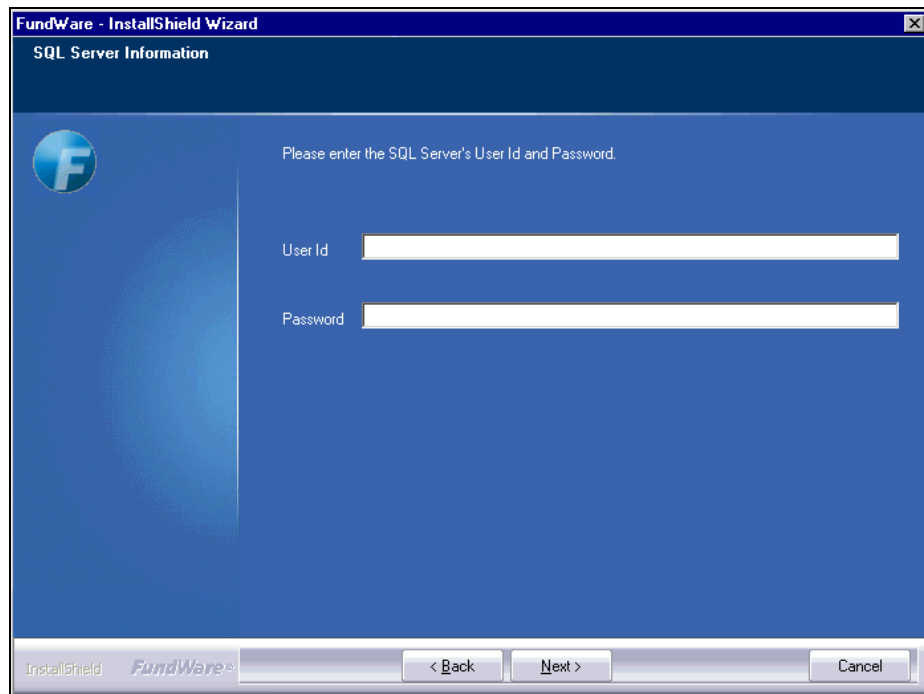 FundWare - InstallShield Wizard
SQL Server Information
F
Please enter the SQL Server's User Id and Password.
User Id
Password
InstallShield FundWare®
< Back Next > Cancel